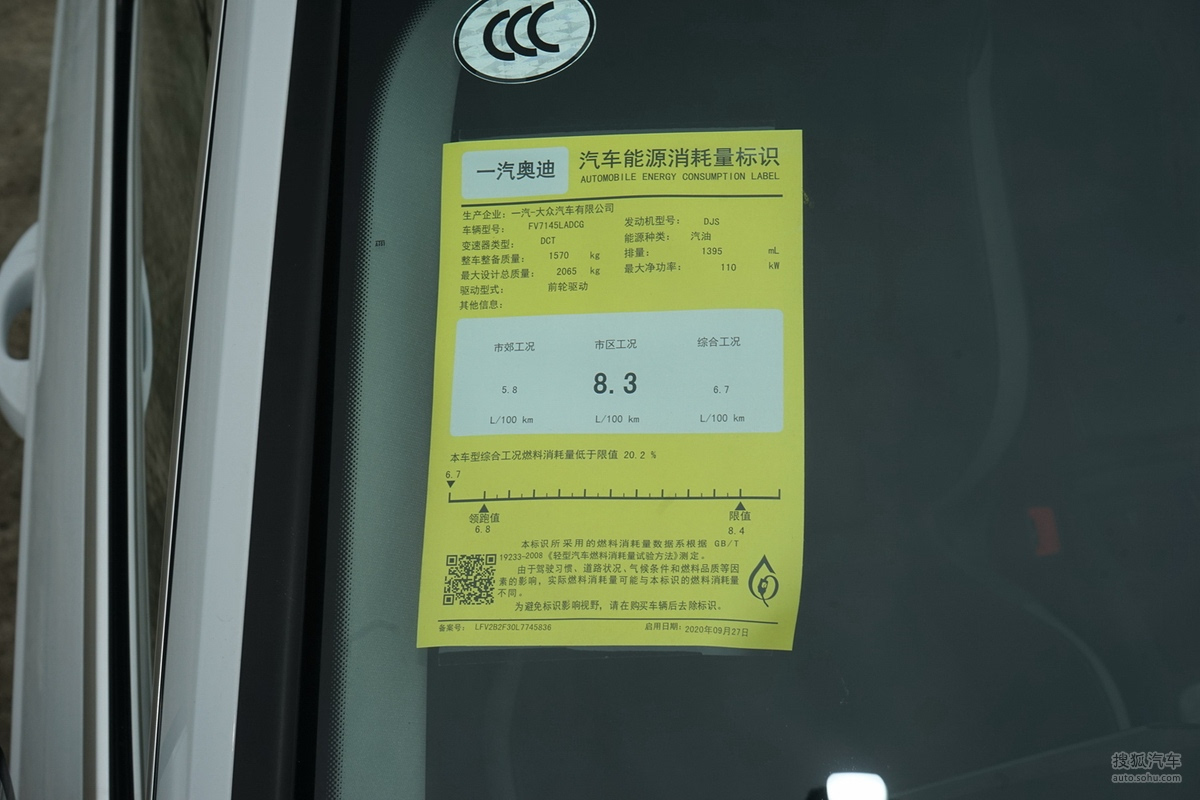 CCC
一汽奥迪
汽车能源消耗量标识
AUTOMOBILE ENERGY CONSUMPTION LABEL
生产企业: 一汽-大众汽车有限公司
车辆型号: FV7145LADCG
发动机型号: DJS
变速器类型: DCT
能源种类: 汽油
整车整备质量: 1570 kg
排量: 1395 mL
最大设计总质量: 2065 kg
最大净功率: 110 kW
驱动型式: 前轮驱动
其他信息:
市郊工况 市区工况 综合工况
5.8 8.3 6.7
L/100 km L/100 km L/100 km
本车型综合工况燃料消耗量低于限值 20.2 %
6.7
领跑值 限值
6.8 8.4
本标识所采用的燃料消耗量数据系根据 GB/T
19233-2008《轻型汽车燃料消耗量试验方法》测定。
由于驾驶习惯、道路状况、气候条件和燃料品质等因
素的影响, 实际燃料消耗量可能与本标识的燃料消耗量
不同。
为避免标识影响视野, 请在购买车辆后去除标识。
备案号: LFV2B2F30L7745836 启用日期: 2020年09月27日
搜狐汽车
auto.sohu.com